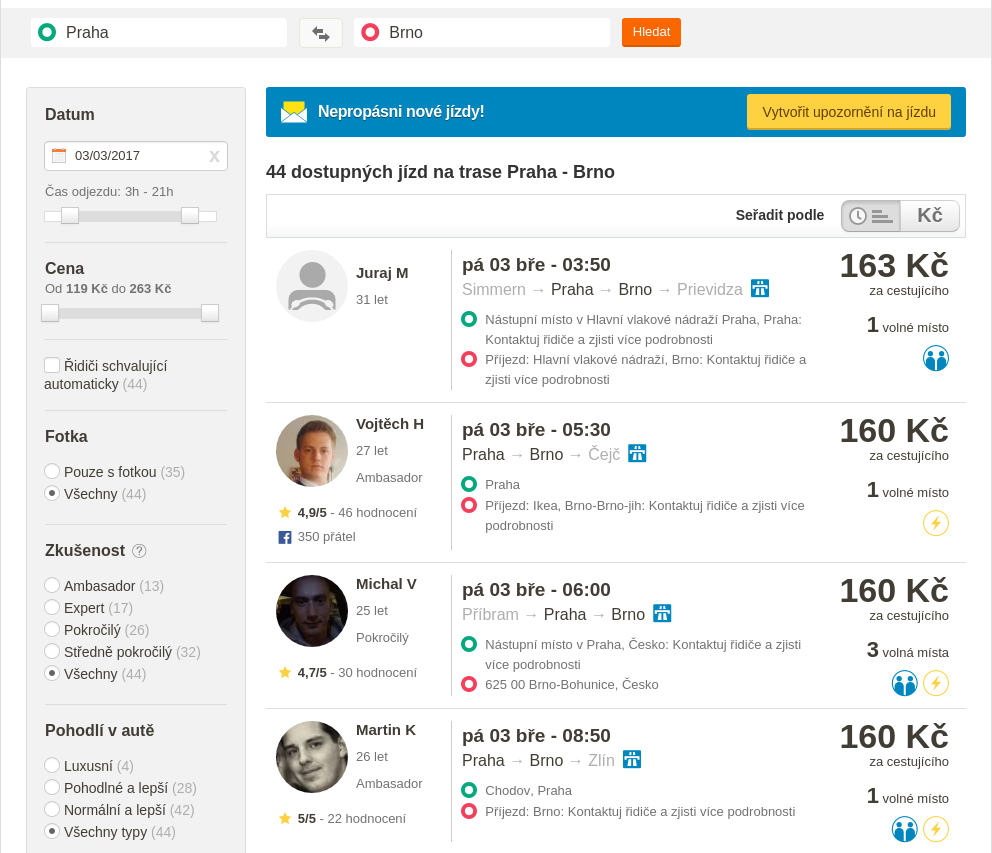 Praha
Brno
Hledat
Datum
03/03/2017
X
Čas odjezdu: 3h - 21h
Cena
Od 119 Kč do 263 Kč
Řidiči schvalující
automaticky (44)
Fotka
Pouze s fotkou (35)
Všechny (44)
Zkušenost ?
Ambasador (13)
Expert (17)
Pokročilý (26)
Středně pokročilý (32)
Všechny (44)
Pohodlí v autě
Luxusní (4)
Pohodlné a lepší (28)
Normální a lepší (42)
Všechny typy (44)
Nepropásni nové jízdy!
Vytvořit upozornění na jízdu
44 dostupných jízd na trase Praha - Brno
Seřadit podle
Kč
Juraj M
31 let
pá 03 bře - 03:50
Simmern → Praha → Brno → Prievidza
Nástupní místo v Hlavní vlakové nádraží Praha, Praha:
Kontaktuj řidiče a zjisti více podrobnosti
Příjezd: Hlavní vlakové nádraží, Brno: Kontaktuj řidiče a
zjisti více podrobnosti
163 Kč
za cestujícího
1 volné místo
Vojtěch H
27 let
Ambasador
4,9/5 - 46 hodnocení
350 přátel
pá 03 bře - 05:30
Praha → Brno → Čejč
Praha
Příjezd: Ikea, Brno-Brno-jih: Kontaktuj řidiče a zjisti více
podrobnosti
160 Kč
za cestujícího
1 volné místo
Michal V
25 let
Pokročilý
4,7/5 - 30 hodnocení
pá 03 bře - 06:00
Příbram → Praha → Brno
Nástupní místo v Praha, Česko: Kontaktuj řidiče a zjisti
více podrobnosti
625 00 Brno-Bohunice, Česko
160 Kč
za cestujícího
3 volná místa
Martin K
26 let
Ambasador
5/5 - 22 hodnocení
pá 03 bře - 08:50
Praha → Brno → Zlín
Chodov, Praha
Příjezd: Brno: Kontaktuj řidiče a zjisti více podrobnosti
160 Kč
za cestujícího
1 volné místo